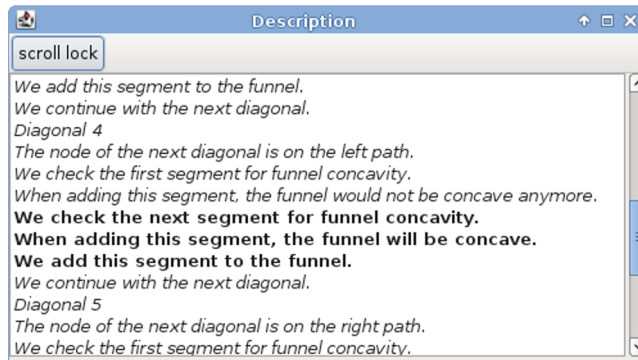 Description
scroll lock
We add this segment to the funnel.
We continue with the next diagonal.
Diagonal 4
The node of the next diagonal is on the left path.
We check the first segment for funnel concavity.
When adding this segment, the funnel would not be concave anymore.
We check the next segment for funnel concavity.
When adding this segment, the funnel will be concave.
We add this segment to the funnel.
We continue with the next diagonal.
Diagonal 5
The node of the next diagonal is on the right path.
We check the first segment for funnel concavity.